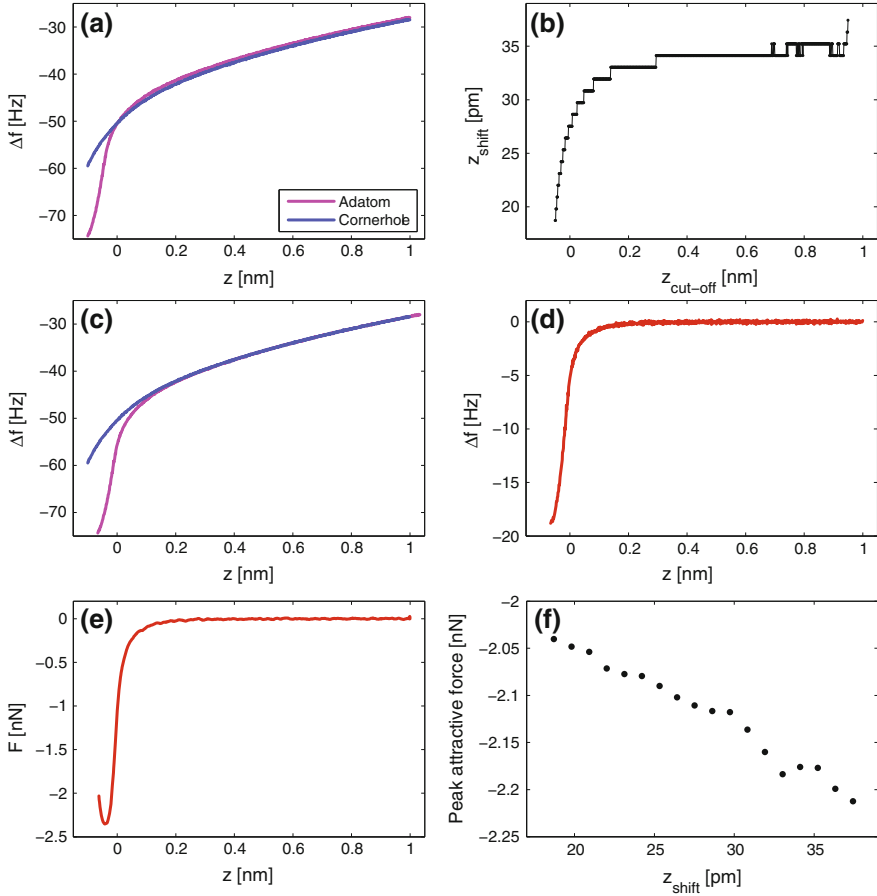 (a)
−30
−40
−50
−60
−70
Δf [Hz]
0 0.2 0.4 0.6 0.8 1
z [nm]
Adatom
Cornerhole
(b)
35
30
25
20
z_shift [pm]
0 0.2 0.4 0.6 0.8 1
z_cut−off [nm]
(c)
−30
−40
−50
−60
−70
Δf [Hz]
0 0.2 0.4 0.6 0.8 1
z [nm]
(d)
0
−5
−10
−15
−20
Δf [Hz]
0 0.2 0.4 0.6 0.8 1
z [nm]
(e)
0
−0.5
−1
−1.5
−2
−2.5
F [nN]
0 0.2 0.4 0.6 0.8 1
z [nm]
(f)
−2
−2.05
−2.1
−2.15
−2.2
−2.25
Peak attractive force [nN]
20 25 30 35
z_shift [pm]